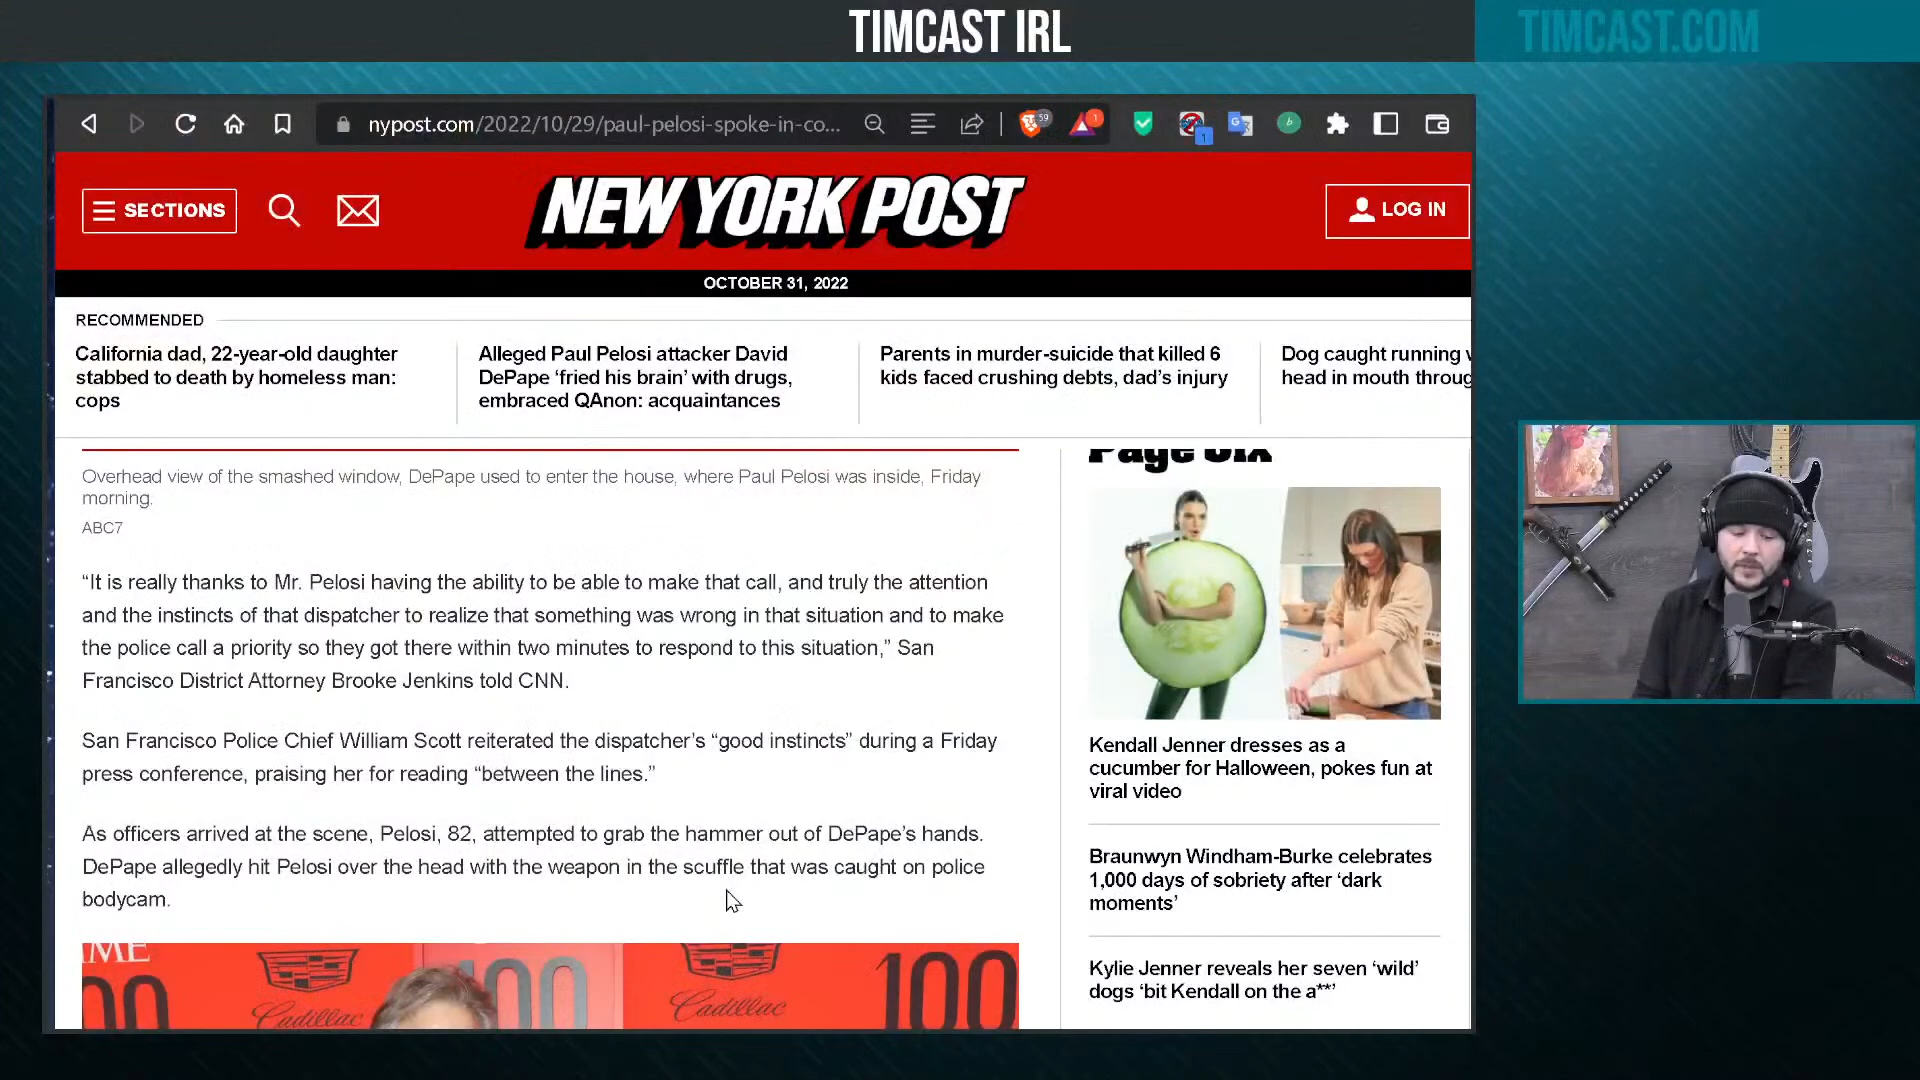 TIMCAST IRL
TIMCAST.COM
nypost.com/2022/10/29/paul-pelosi-spoke-in-co...
59
1
1
SECTIONS
NEW YORK POST
LOG IN
OCTOBER 31, 2022
RECOMMENDED
California dad, 22-year-old daughter
stabbed to death by homeless man:
cops
Alleged Paul Pelosi attacker David
DePape ‘fried his brain’ with drugs,
embraced QAnon: acquaintances
Parents in murder-suicide that killed 6
kids faced crushing debts, dad’s injury
Dog caught running
head in mouth
Overhead view of the smashed window, DePape used to enter the house, where Paul Pelosi was inside, Friday
morning.
ABC7
“It is really thanks to Mr. Pelosi having the ability to be able to make that call, and truly the attention
and the instincts of that dispatcher to realize that something was wrong in that situation and to make
the police call a priority so they got there within two minutes to respond to this situation,” San
Francisco District Attorney Brooke Jenkins told CNN.
San Francisco Police Chief William Scott reiterated the dispatcher’s “good instincts” during a Friday
press conference, praising her for reading “between the lines.”
As officers arrived at the scene, Pelosi, 82, attempted to grab the hammer out of DePape’s hands.
DePape allegedly hit Pelosi over the head with the weapon in the scuffle that was caught on police
bodycam.
100
Cadillac
100
Cadillac
100
Page Six
Kendall Jenner dresses as a
cucumber for Halloween, pokes fun at
viral video
Braunwyn Windham-Burke celebrates
1,000 days of sobriety after ‘dark
moments’
Kylie Jenner reveals her seven ‘wild’
dogs ‘bit Kendall on the a**’